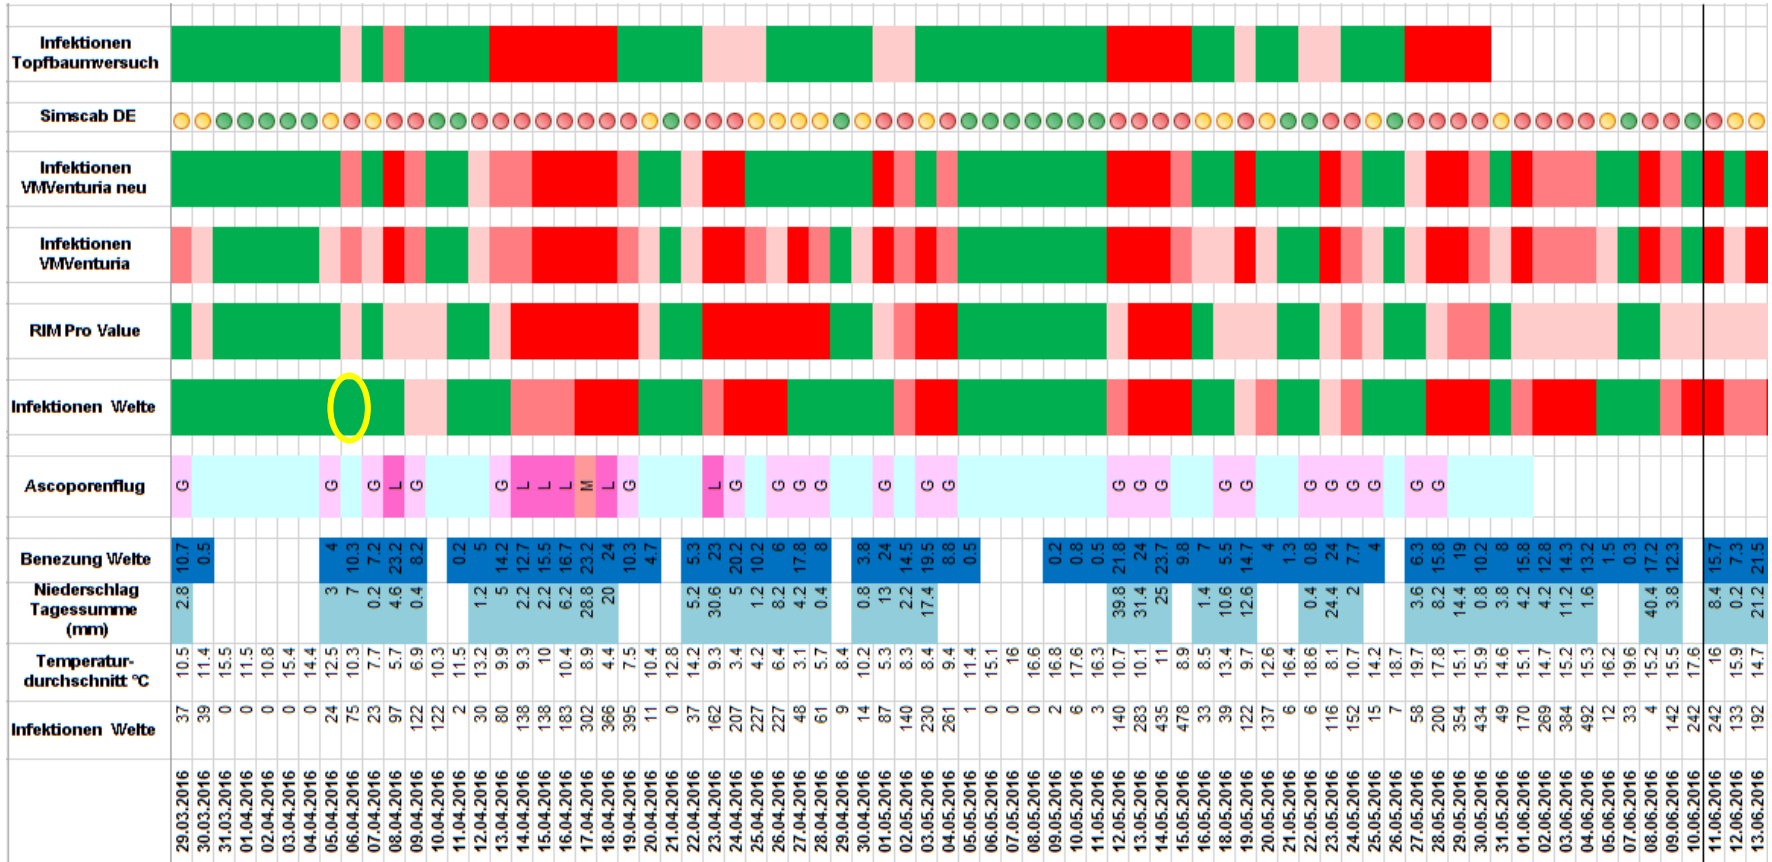 Infektionen
Topfbaumversuch
Simscab DE
Infektionen
VMVenturia neu
Infektionen
VMVenturia
RIM Pro Value
Infektionen Welte
Ascoporenflug G G G L G G L L L M L G L G G G G G G G G G G G G G G G G G G
Benezung Welte 10.7 0.5 4 10.3 7.2 23.2 8.2 0.2 5 14.2 12.7 15.5 16.7 23.2 24 10.3 4.7 5.3 23 20.2 10.2 6 17.8 8 3.8 24 14.5 19.5 8.8 0.5 0.2 0.8 0.5 21.8 24 23.7 9.8 7 5.5 14.7 4 1.3 0.8 24 7.7 4 6.3 15.8 19 10.2 8 15.8 12.8 14.3 13.2 1.5 0.3 17.2 12.3 15.7 7.3 21.5
Niederschlag
Tagessumme
(mm) 2.8 3 7 0.2 4.6 0.4 1.2 5 2.2 2.2 6.2 28.8 20 5.2 30.6 5 1.2 8.2 4.2 0.4 0.8 13 2.2 17.4 39.8 31.4 25 1.4 10.6 12.6 0.4 24.4 2 3.6 8.2 14.4 0.8 3.8 4.2 4.2 11.2 1.6 40.4 3.8 8.4 0.2 21.2
Temperatur-
durchschnitt °C 10.5 11.4 15.5 11.5 10.8 15.4 14.4 12.5 10.3 7.7 5.7 6.9 10.3 11.5 13.2 9.9 9.3 10 10.4 8.9 4.4 7.5 10.4 12.8 14.2 9.3 3.4 4.2 6.4 3.1 5.7 8.4 10.2 5.3 8.3 8.4 9.4 11.4 15.1 16 16.6 16.8 17.6 16.3 10.7 10.1 11 8.9 8.5 13.4 9.7 12.6 16.4 18.6 8.1 10.7 14.2 18.7 19.7 17.8 15.1 15.9 14.6 15.1 14.7 15.2 15.3 16.2 19.6 15.2 15.5 17.6 16 15.9 14.7
Infektionen Welte 37 39 0 0 0 0 0 24 75 23 97 122 122 2 30 80 138 138 183 302 366 395 11 0 37 162 207 227 227 48 61 9 14 87 140 230 261 1 0 0 0 2 6 3 140 283 435 478 33 39 122 137 6 6 116 152 15 7 58 200 354 434 49 170 269 384 492 12 33 4 142 242 242 133 192
29.03.2016 30.03.2016 31.03.2016 01.04.2016 02.04.2016 03.04.2016 04.04.2016 05.04.2016 06.04.2016 07.04.2016 08.04.2016 09.04.2016 10.04.2016 11.04.2016 12.04.2016 13.04.2016 14.04.2016 15.04.2016 16.04.2016 17.04.2016 18.04.2016 19.04.2016 20.04.2016 21.04.2016 22.04.2016 23.04.2016 24.04.2016 25.04.2016 26.04.2016 27.04.2016 28.04.2016 29.04.2016 30.04.2016 01.05.2016 02.05.2016 03.05.2016 04.05.2016 05.05.2016 06.05.2016 07.05.2016 08.05.2016 09.05.2016 10.05.2016 11.05.2016 12.05.2016 13.05.2016 14.05.2016 15.05.2016 16.05.2016 18.05.2016 19.05.2016 20.05.2016 21.05.2016 22.05.2016 23.05.2016 24.05.2016 25.05.2016 26.05.2016 27.05.2016 28.05.2016 29.05.2016 30.05.2016 31.05.2016 01.06.2016 02.06.2016 03.06.2016 04.06.2016 05.06.2016 07.06.2016 08.06.2016 09.06.2016 10.06.2016 11.06.2016 12.06.2016 13.06.2016